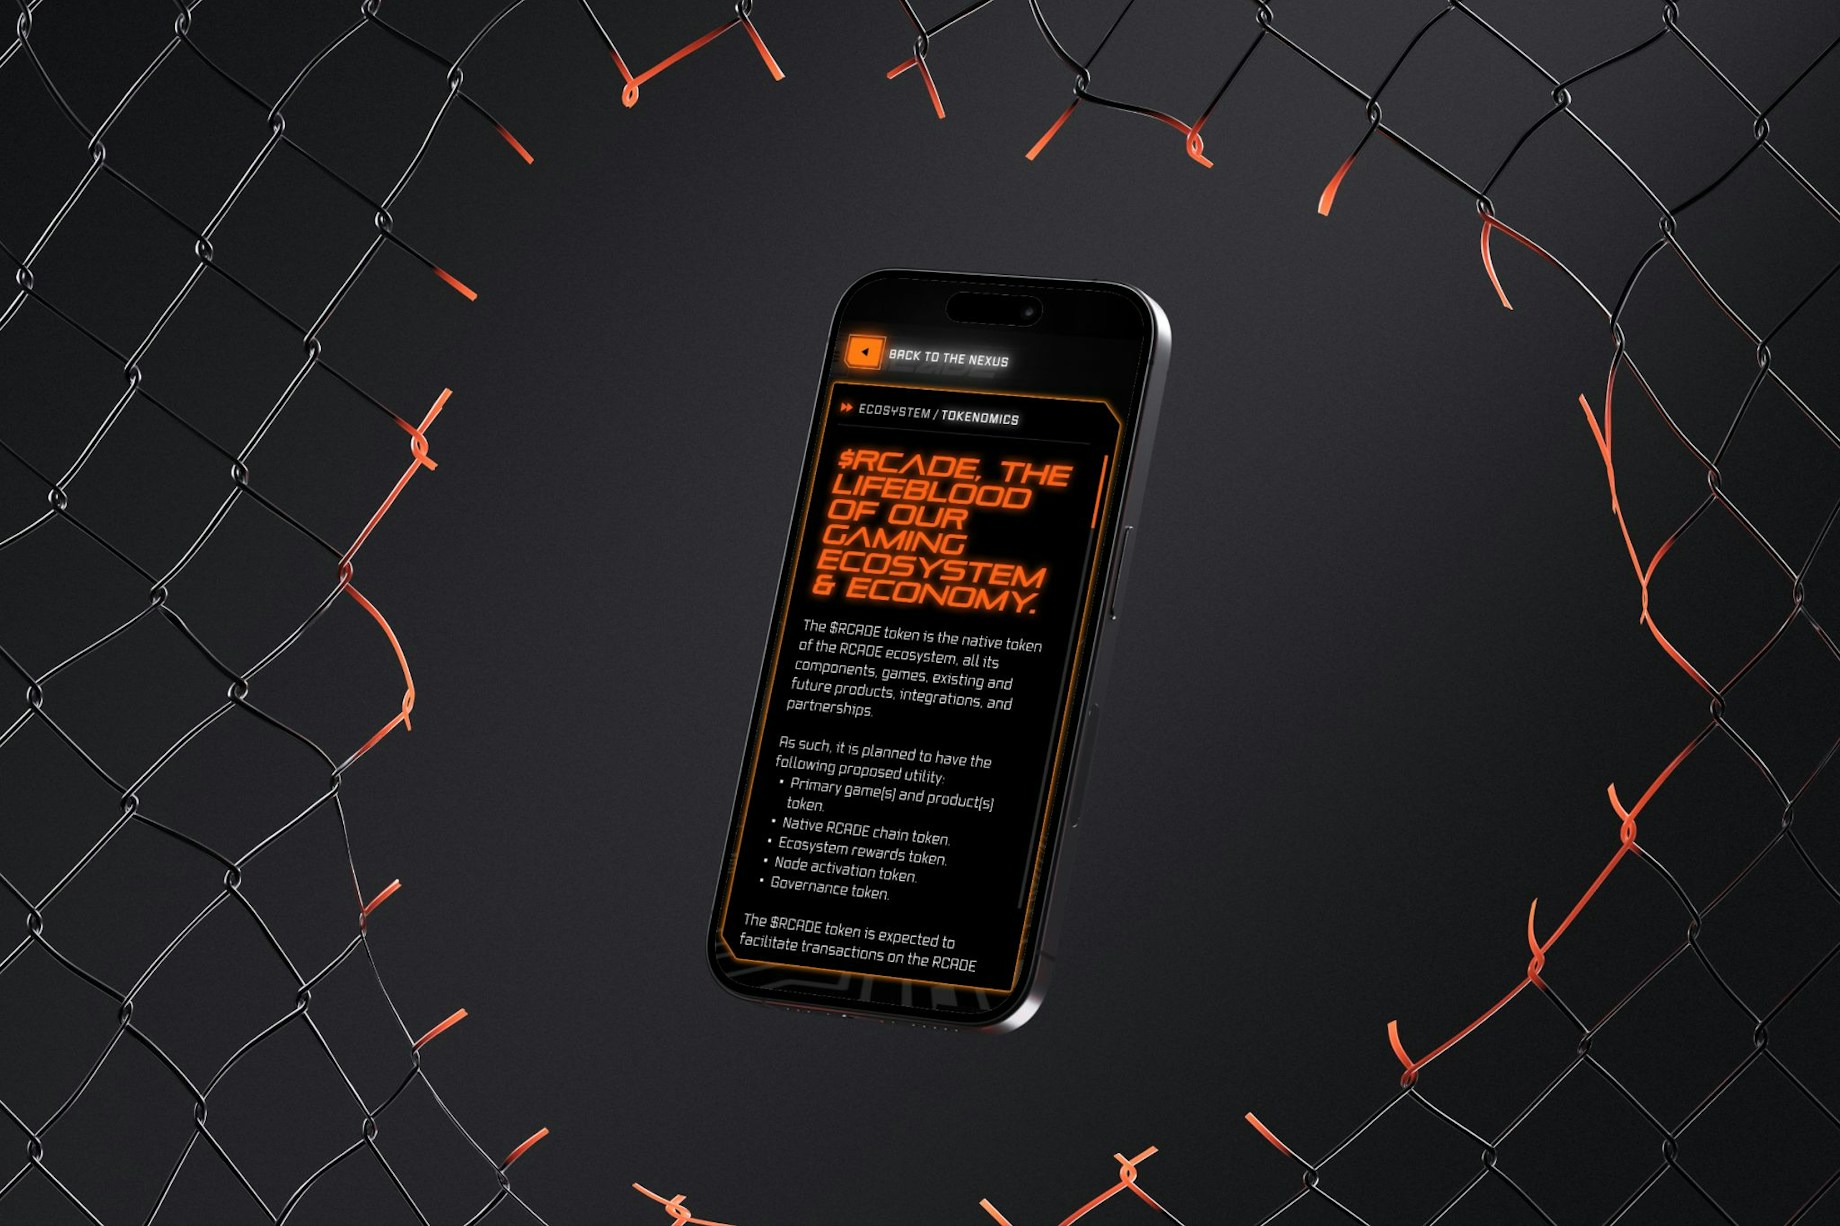 BACK TO THE NEXUS
ECOSYSTEM / TOKENOMICS
$RCADE, THE
LIFEBLOOD
OF OUR
GAMING
ECOSYSTEM
& ECONOMY.
The $RCADE token is the native token
of the RCADE ecosystem, all its
components, games, existing and
future products, integrations, and
partnerships.
As such, it is planned to have the
following proposed utility:
• Primary game(s) and product(s)
token.
• Native RCADE chain token.
• Ecosystem rewards token.
• Node activation token.
• Governance token.
The $RCADE token is expected to
facilitate transactions on the RCADE